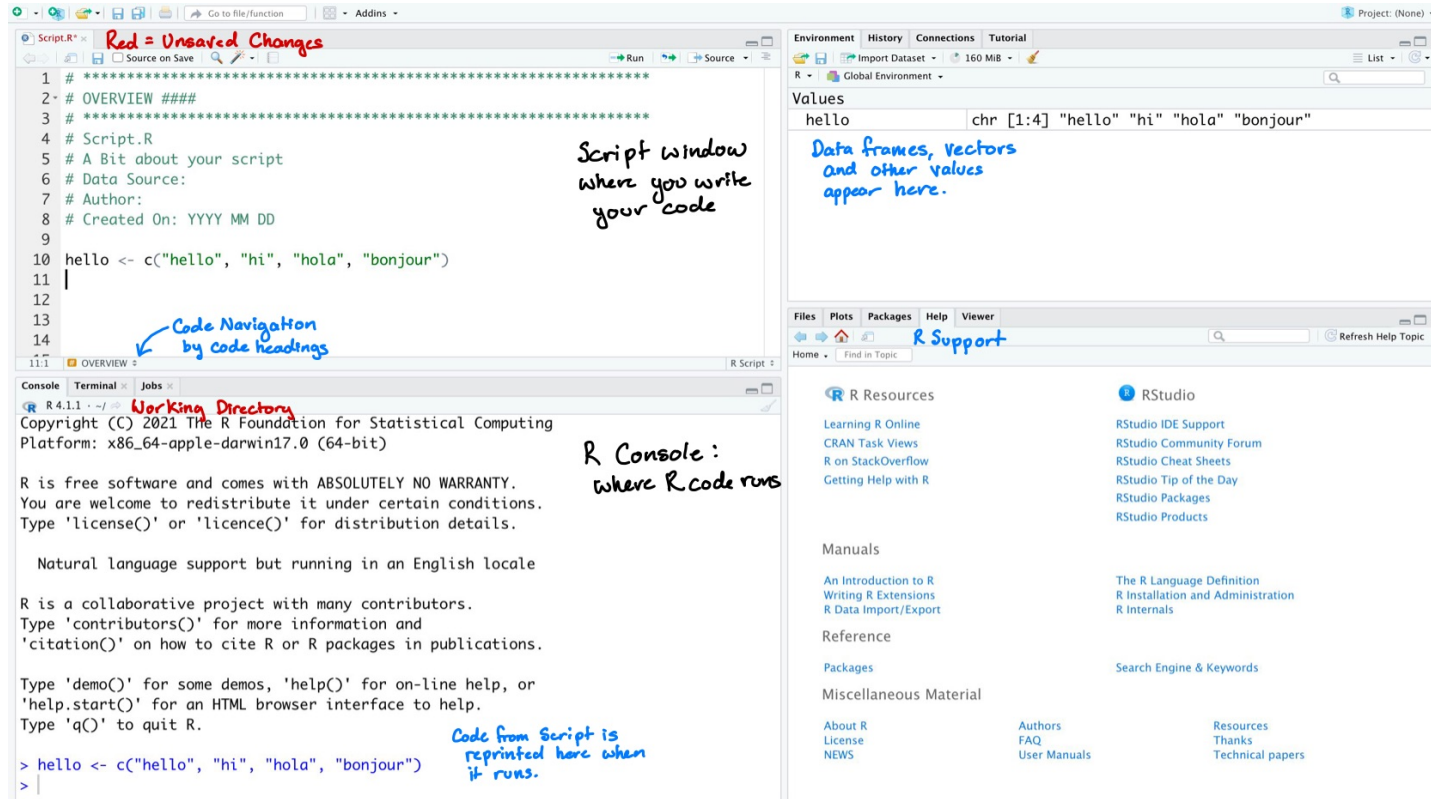 Go to file/function
Addins
Project: (None)
Script.R*
Red = Unsaved Changes
Source on Save
Run
Source
1 # *****************************************************************
2 # OVERVIEW ####
3 # *****************************************************************
4 # Script.R
5 # A Bit about your script
6 # Data Source:
7 # Author:
8 # Created On: YYYY MM DD
9
10 hello <- c("hello", "hi", "hola", "bonjour")
11
12
13
14
Script window
where you write
your code
Code Navigation
by code headings
11:1 OVERVIEW
R Script
Console Terminal Jobs
R 4.1.1 · ~/
Working Directory
Copyright (C) 2021 The R Foundation for Statistical Computing
Platform: x86_64-apple-darwin17.0 (64-bit)
R is free software and comes with ABSOLUTELY NO WARRANTY.
You are welcome to redistribute it under certain conditions.
Type 'license()' or 'licence()' for distribution details.
Natural language support but running in an English locale
R is a collaborative project with many contributors.
Type 'contributors()' for more information and
'citation()' on how to cite R or R packages in publications.
Type 'demo()' for some demos, 'help()' for on-line help, or
'help.start()' for an HTML browser interface to help.
Type 'q()' to quit R.
> hello <- c("hello", "hi", "hola", "bonjour")
>
R Console:
where R code runs
Code from Script is
reprinted here when
it runs.
Environment History Connections Tutorial
Import Dataset 160 MiB
List
R Global Environment
Values
hello chr [1:4] "hello" "hi" "hola" "bonjour"
Data frames, vectors
and other values
appear here.
Files Plots Packages Help Viewer
R Support
Refresh Help Topic
Home Find in Topic
R Resources
Learning R Online
CRAN Task Views
R on StackOverflow
Getting Help with R
RStudio
RStudio IDE Support
RStudio Community Forum
RStudio Cheat Sheets
RStudio Tip of the Day
RStudio Packages
RStudio Products
Manuals
An Introduction to R
Writing R Extensions
R Data Import/Export
The R Language Definition
R Installation and Administration
R Internals
Reference
Packages
Search Engine & Keywords
Miscellaneous Material
About R
License
NEWS
Authors
FAQ
User Manuals
Resources
Thanks
Technical papers